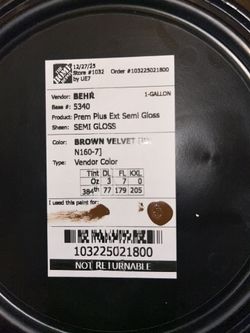 12/27/25
Store #1032 Order #103225021800
by UE7
Vendor: BEHR 1-GALLON
Base #: 5340
Product: Prem Plus Ext Semi Gloss
Sheen: SEMI GLOSS
Color: BROWN VELVET
N160-7]
Type: Vendor Color
Tint DL FL KXL
Oz 3 7 0
384th 77 179 205
I used this paint for:
103225021800
NOT RETURNABLE